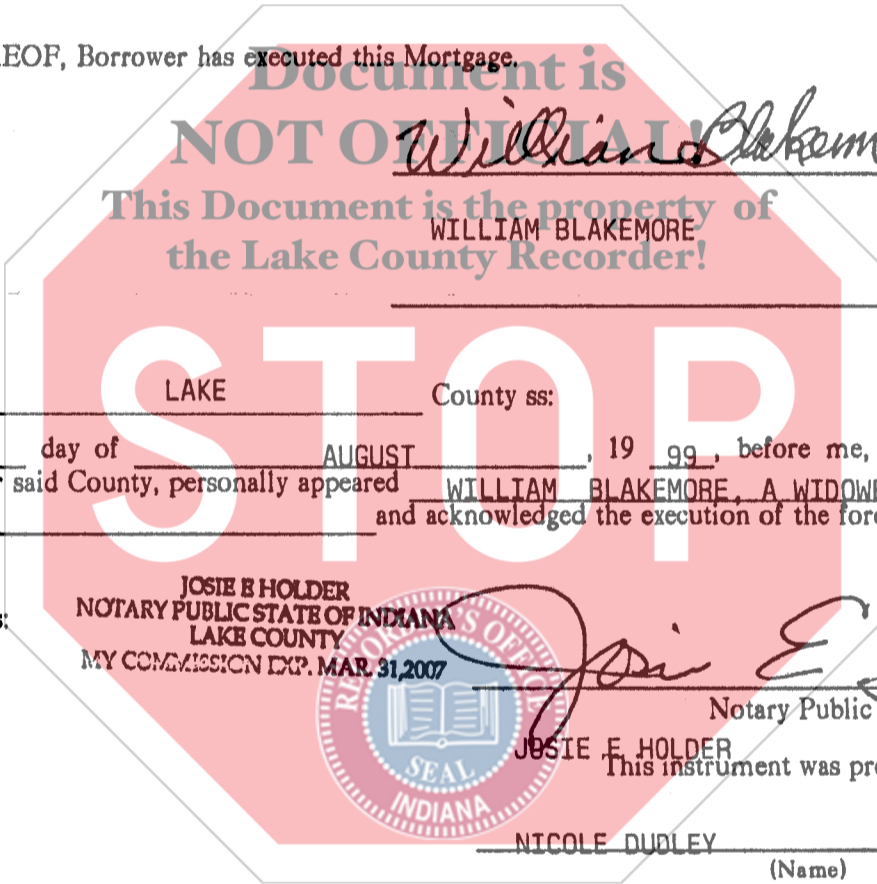 EOF, Borrower has executed this Mortgage.
Document is
NOT OFFICIAL!
William Blakem
This Document is the property of
WILLIAM BLAKEMORE
the Lake County Recorder!
STOP
LAKE County ss:
day of AUGUST , 19 99 , before me,
said County, personally appeared WILLIAM BLAKEMORE, A WIDOWE
and acknowledged the execution of the for
JOSIE E HOLDER
NOTARY PUBLIC STATE OF INDIANA
LAKE COUNTY
MY COMMISSION EXP. MAR. 31,2007
Josie E
RECORDER'S OFFICE
SEAL
INDIANA
Notary Public
JOSIE E HOLDER
This instrument was pre
NICOLE DUDLEY
(Name)